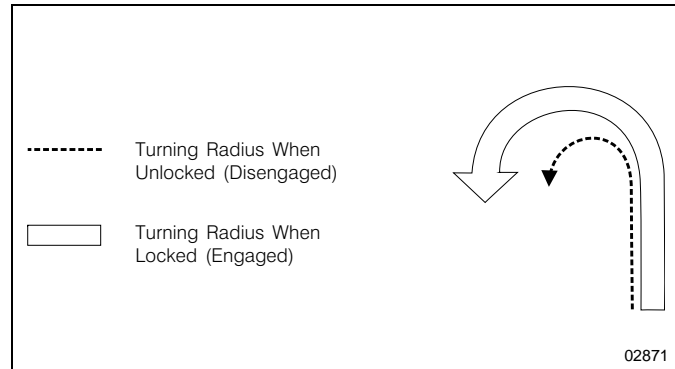 Turning Radius When
Unlocked (Disengaged)
Turning Radius When
Locked (Engaged)
02871